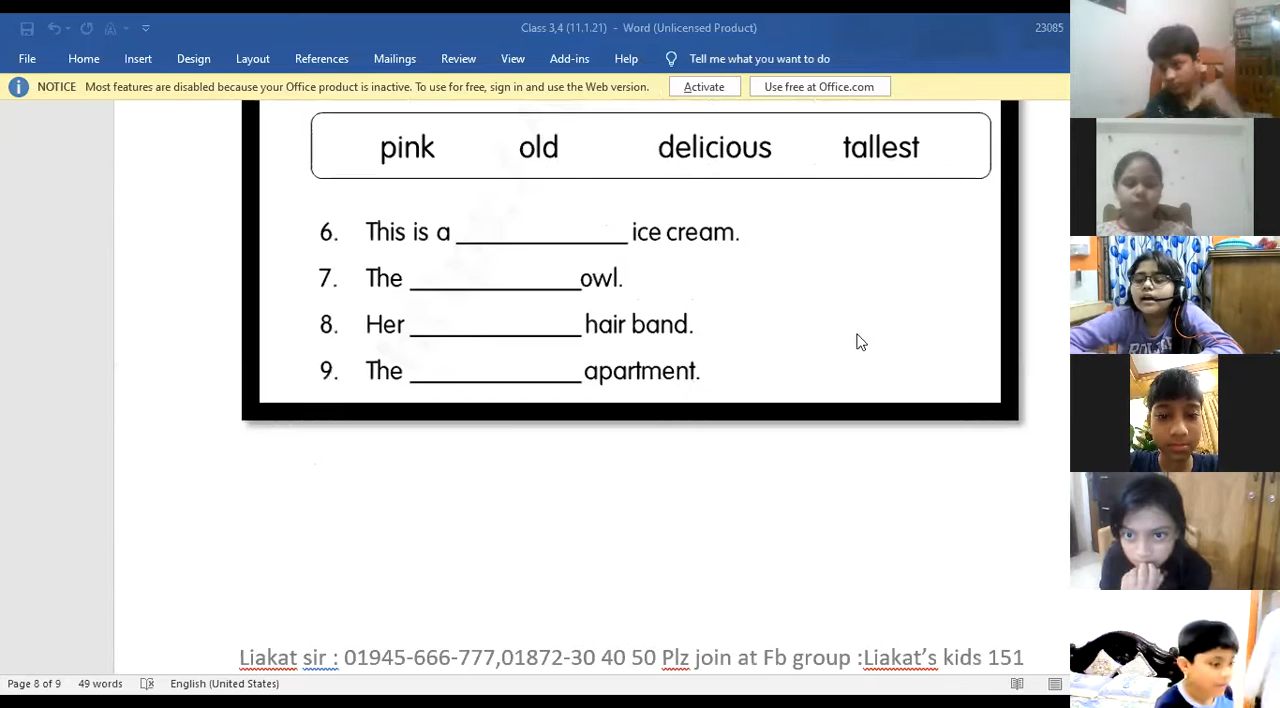 Class 3,4 (11.1.21) - Word (Unlicensed Product)
23085
File Home Insert Design Layout References Mailings Review View Add-ins Help Tell me what you want to do
NOTICE Most features are disabled because your Office product is inactive. To use for free, sign in and use the Web version. Activate Use free at Office.com
pink old delicious tallest
6. This is a ______________ ice cream.
7. The ______________owl.
8. Her ______________ hair band.
9. The ______________ apartment.
Liakat sir : 01945-666-777,01872-30 40 50 Plz join at Fb group :Liakat's kids 151
Page 8 of 9 49 words English (United States)